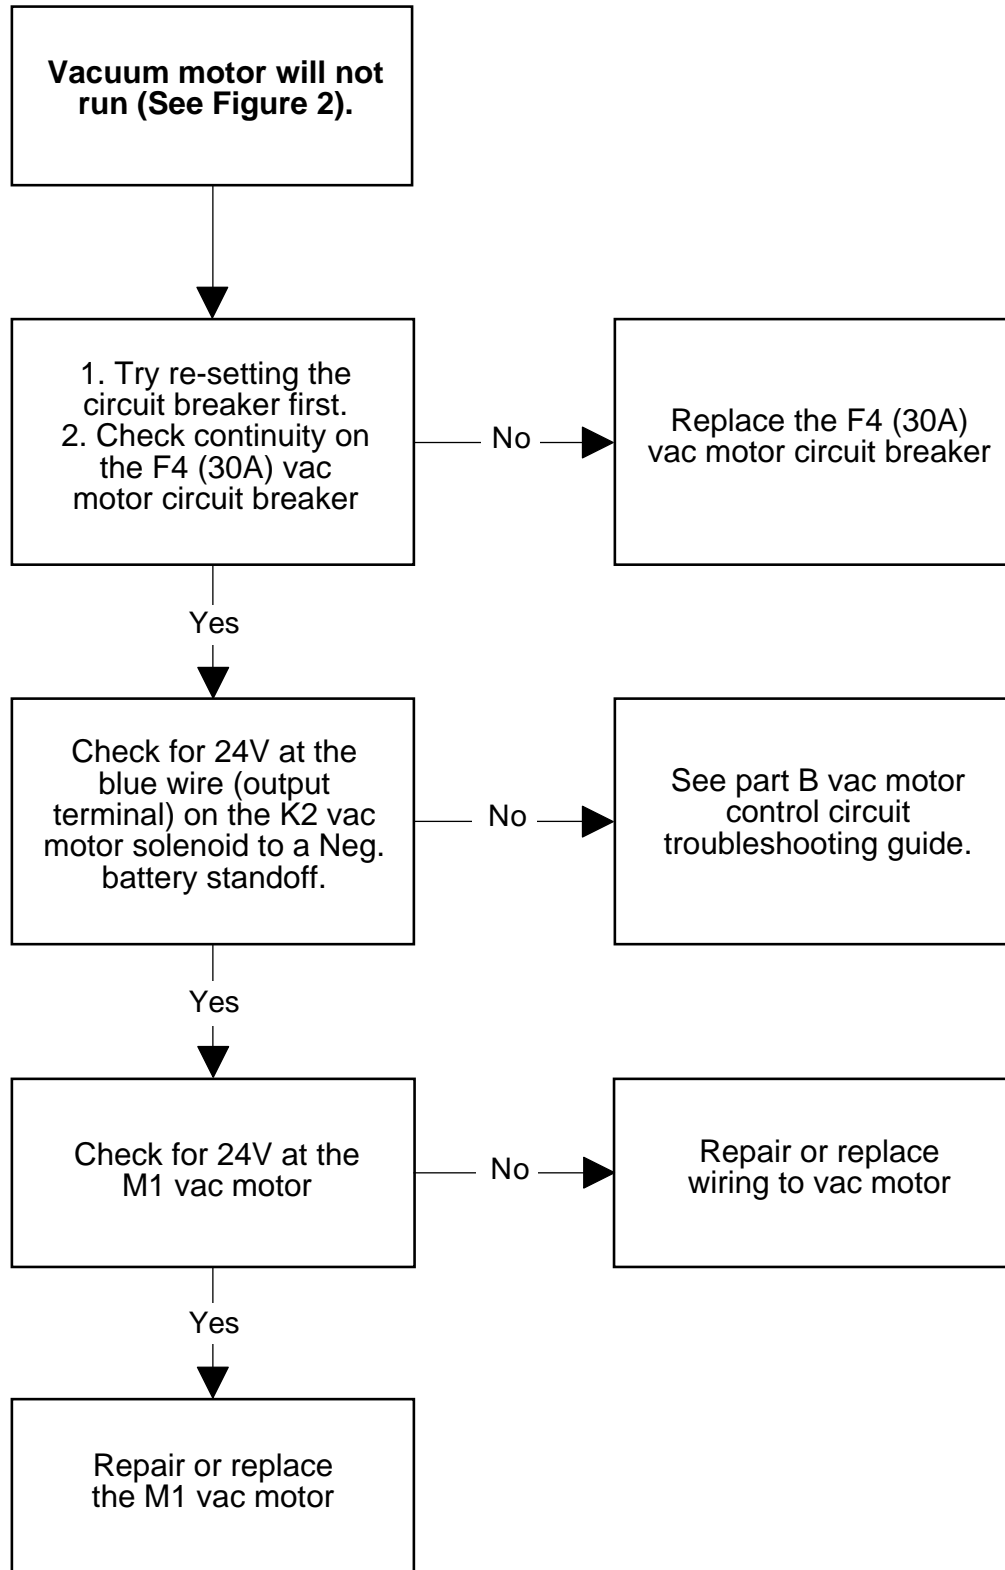 Vacuum motor will not
run (See Figure 2).
1. Try re-setting the
circuit breaker first.
2. Check continuity on
the F4 (30A) vac
motor circuit breaker
No
Replace the F4 (30A)
vac motor circuit breaker
Yes
Check for 24V at the
blue wire (output
terminal) on the K2 vac
motor solenoid to a Neg.
battery standoff.
No
See part B vac motor
control circuit
troubleshooting guide.
Yes
Check for 24V at the
M1 vac motor
No
Repair or replace
wiring to vac motor
Yes
Repair or replace
the M1 vac motor